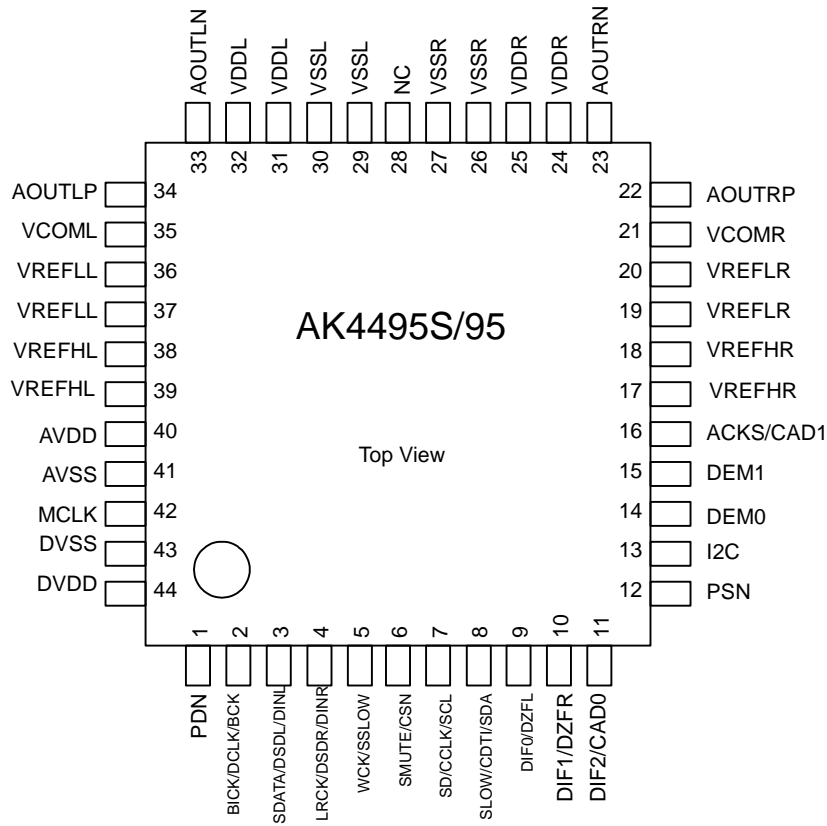 AOUTLN
VDDL
VDDL
VSSL
VSSL
NC
VSSR
VSSR
VDDR
VDDR
AOUTRN
33
32
31
30
29
28
27
26
25
24
23
AOUTLP 34
VCOML 35
VREFLL 36
VREFLL 37
VREFHL 38
VREFHL 39
AVDD 40
AVSS 41
MCLK 42
DVSS 43
DVDD 44
AK4495S/95
Top View
22 AOUTRP
21 VCOMR
20 VREFLR
19 VREFLR
18 VREFHR
17 VREFHR
16 ACKS/CAD1
15 DEM1
14 DEM0
13 I2C
12 PSN
1
2
3
4
5
6
7
8
9
10
11
PDN
BICK/DCLK/BCK
SDATA/DSDL/DINL
LRCK/DSDR/DINR
WCK/SSLOW
SMUTE/CSN
SD/CCLK/SCL
SLOW/CDTI/SDA
DIF0/DZFL
DIF1/DZFR
DIF2/CAD0